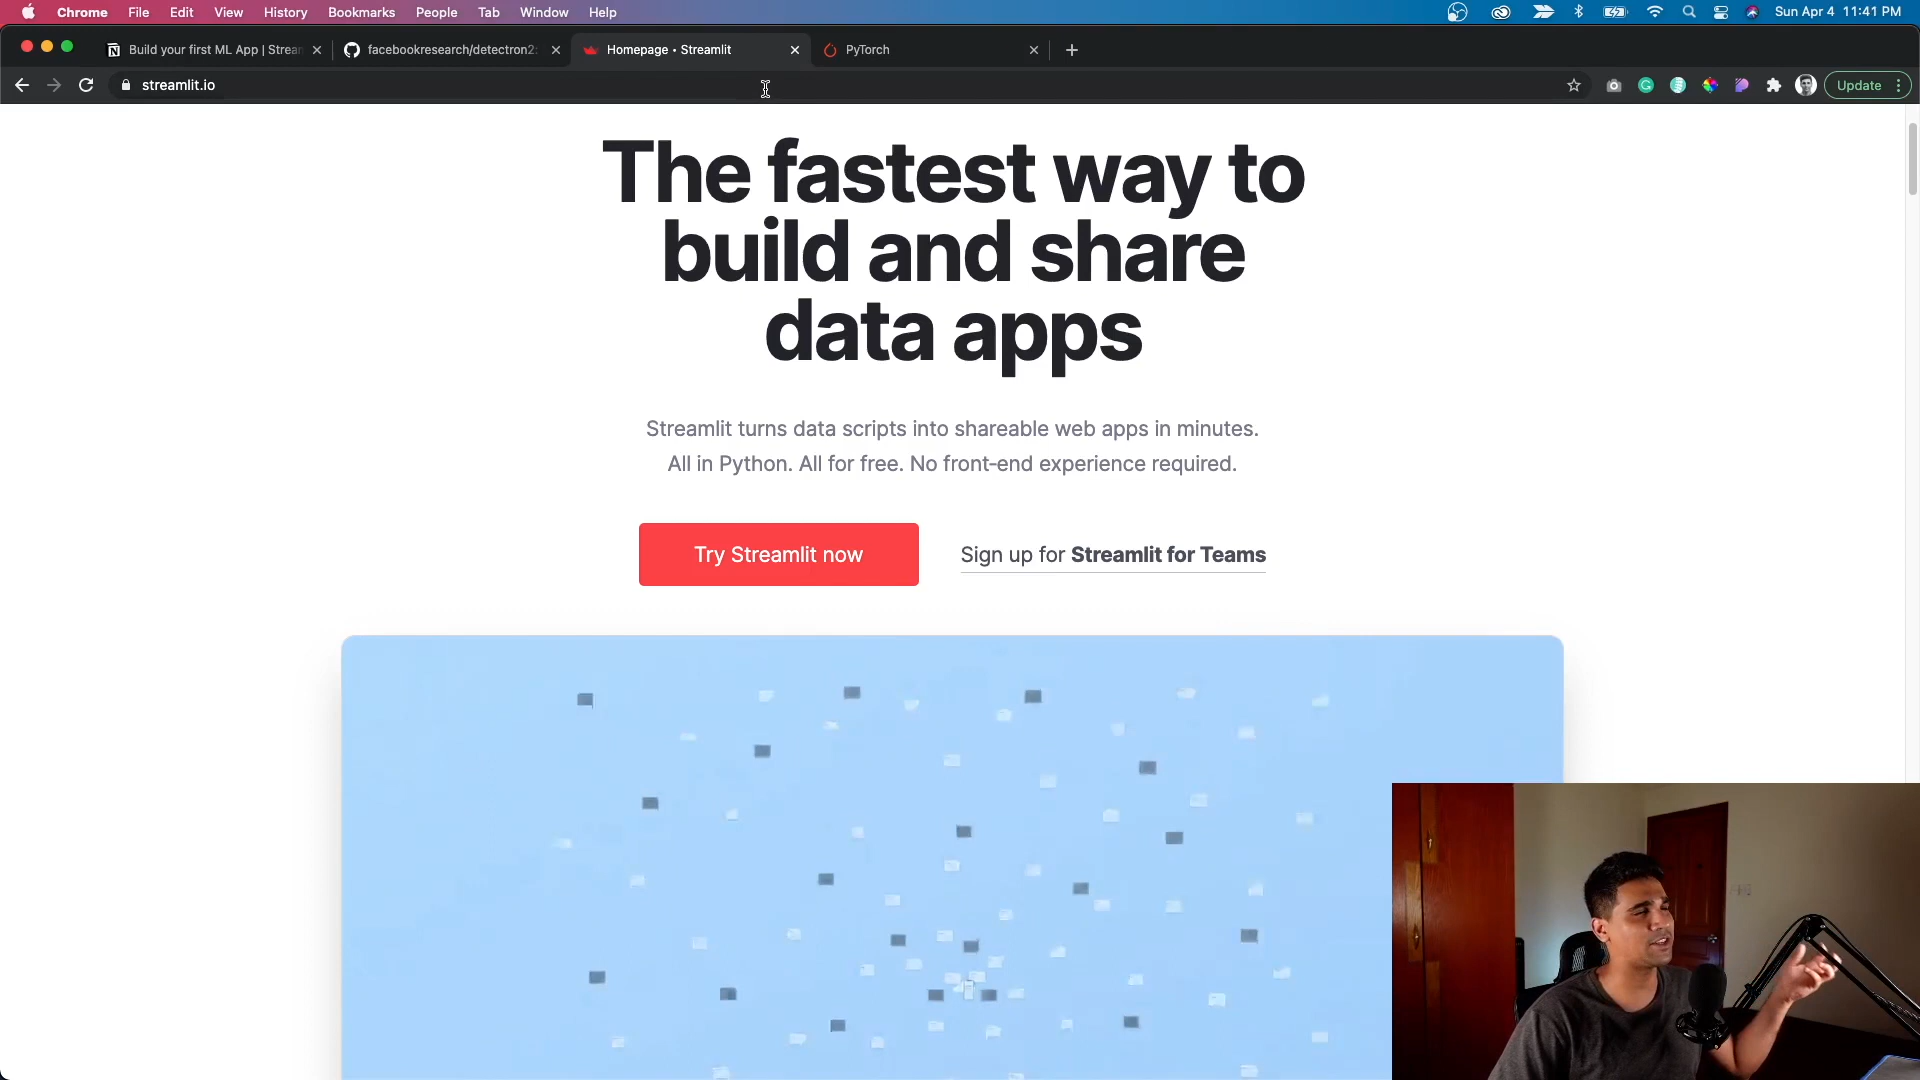 Chrome File Edit View History Bookmarks People Tab Window Help Sun Apr 4 11:41 PM
Build your first ML App | Stream facebookresearch/detectron2: Homepage • Streamlit PyTorch
streamlit.io Update
The fastest way to
build and share
data apps
Streamlit turns data scripts into shareable web apps in minutes.
All in Python. All for free. No front-end experience required.
Try Streamlit now Sign up for Streamlit for Teams